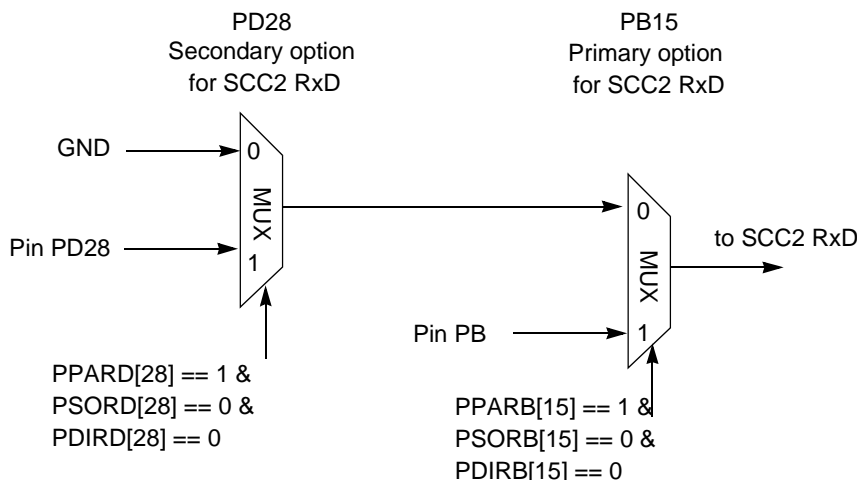 PD28
Secondary option
for SCC2 RxD
PB15
Primary option
for SCC2 RxD
GND
0
MUX
1
Pin PD28
0
MUX
1
to SCC2 RxD
Pin PB
PPARD[28] == 1 &
PSORD[28] == 0 &
PDIRD[28] == 0
PPARB[15] == 1 &
PSORB[15] == 0 &
PDIRB[15] == 0